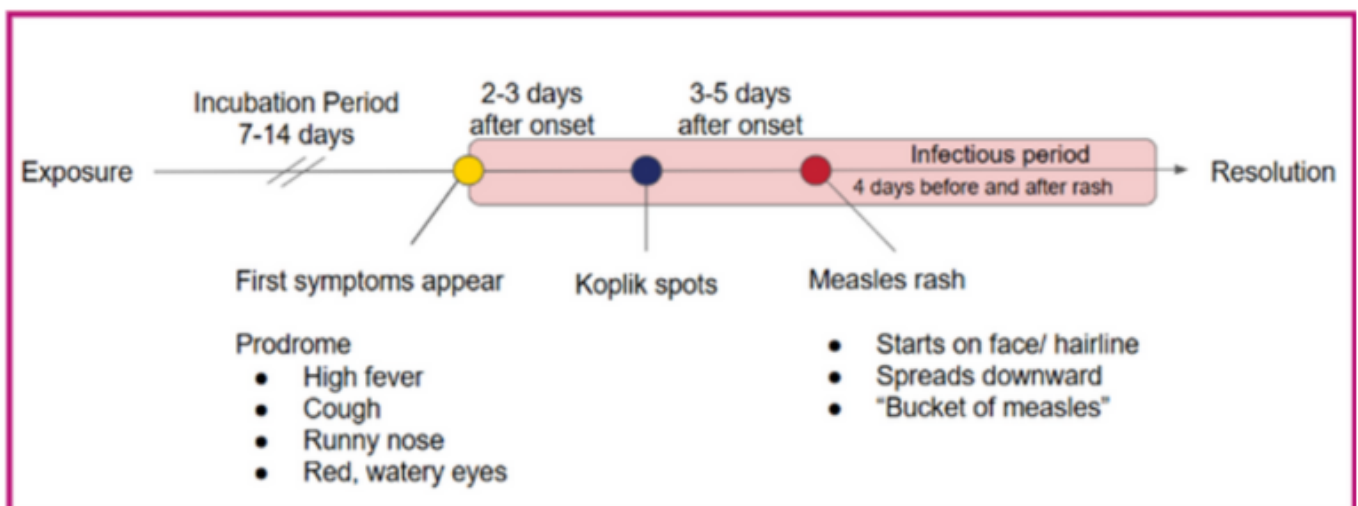 Incubation Period
7-14 days
2-3 days
after onset
3-5 days
after onset
Exposure
Infectious period
4 days before and after rash
Resolution
First symptoms appear
Koplik spots
Measles rash
Prodrome
● High fever
● Cough
● Runny nose
● Red, watery eyes
● Starts on face/ hairline
● Spreads downward
● “Bucket of measles”